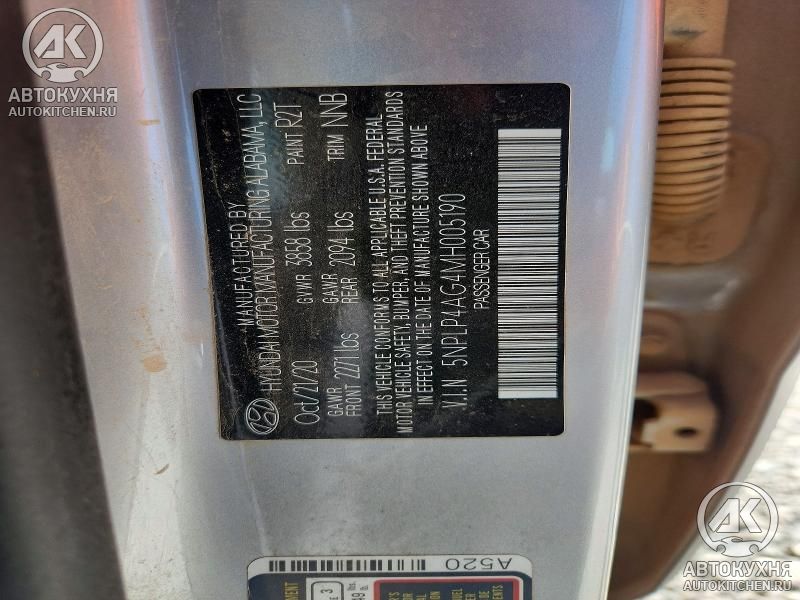 AK
АВТОКУХНЯ
AUTOKITCHEN.RU
MANUFACTURED BY
HYUNDAI MOTOR MANUFACTURING ALABAMA, LLC
Oct/21/20 GVWR 3858 lbs PAINT R2T
GAWR FRONT 2271 lbs GAWR REAR 2094 lbs TRIM NNB
THIS VEHICLE CONFORMS TO ALL APPLICABLE U.S.A. FEDERAL
MOTOR VEHICLE SAFETY, BUMPER, AND THEFT PREVENTION STANDARDS
IN EFFECT ON THE DATE OF MANUFACTURE SHOWN ABOVE
V.I.N 5NPLP4AG4MH005190
PASSENGER CAR
A520
AK
АВТОКУХНЯ
AUTOKITCHEN.RU